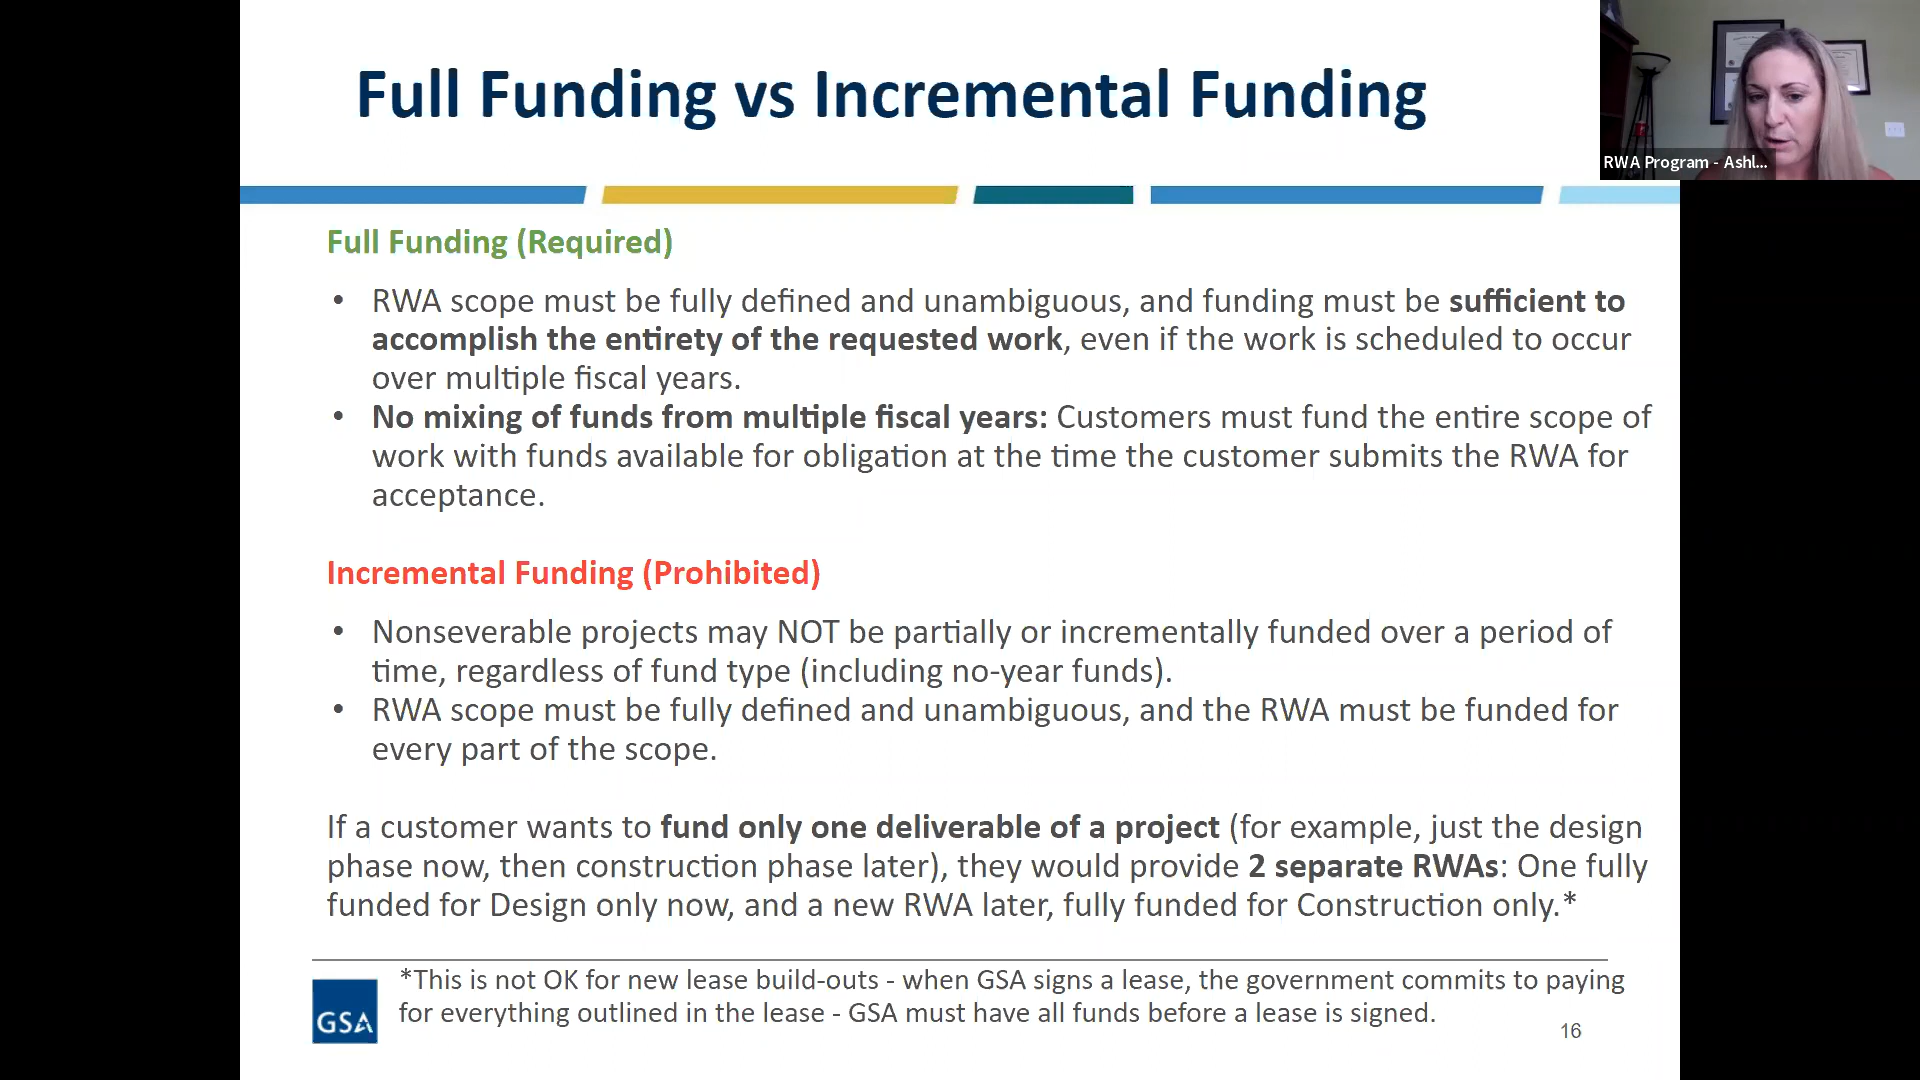 Full Funding vs Incremental Funding
RWA Program - Ashl...
Full Funding (Required)
• RWA scope must be fully defined and unambiguous, and funding must be sufficient to
accomplish the entirety of the requested work, even if the work is scheduled to occur
over multiple fiscal years.
• No mixing of funds from multiple fiscal years: Customers must fund the entire scope of
work with funds available for obligation at the time the customer submits the RWA for
acceptance.
Incremental Funding (Prohibited)
• Nonseverable projects may NOT be partially or incrementally funded over a period of
time, regardless of fund type (including no-year funds).
• RWA scope must be fully defined and unambiguous, and the RWA must be funded for
every part of the scope.
If a customer wants to fund only one deliverable of a project (for example, just the design
phase now, then construction phase later), they would provide 2 separate RWAs: One fully
funded for Design only now, and a new RWA later, fully funded for Construction only.*
*This is not OK for new lease build-outs - when GSA signs a lease, the government commits to paying
for everything outlined in the lease - GSA must have all funds before a lease is signed.
GSA
16